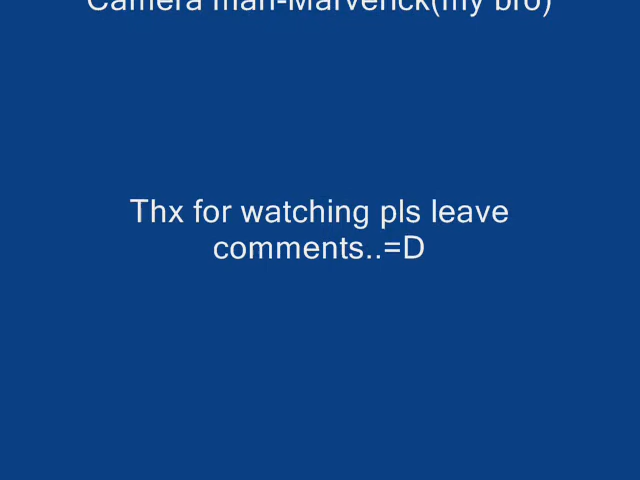 Camera man-Marverick(my bro)
Thx for watching pls leave
comments..=D